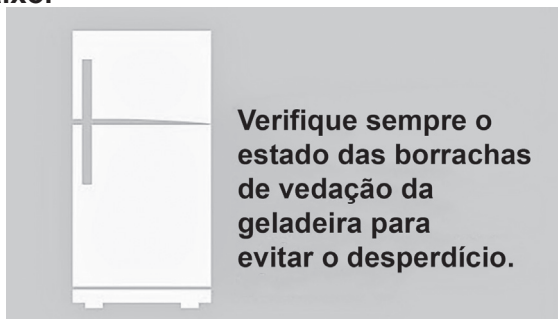 Verifique sempre o
estado das borrachas
de vedação da
geladeira para
evitar o desperdício.